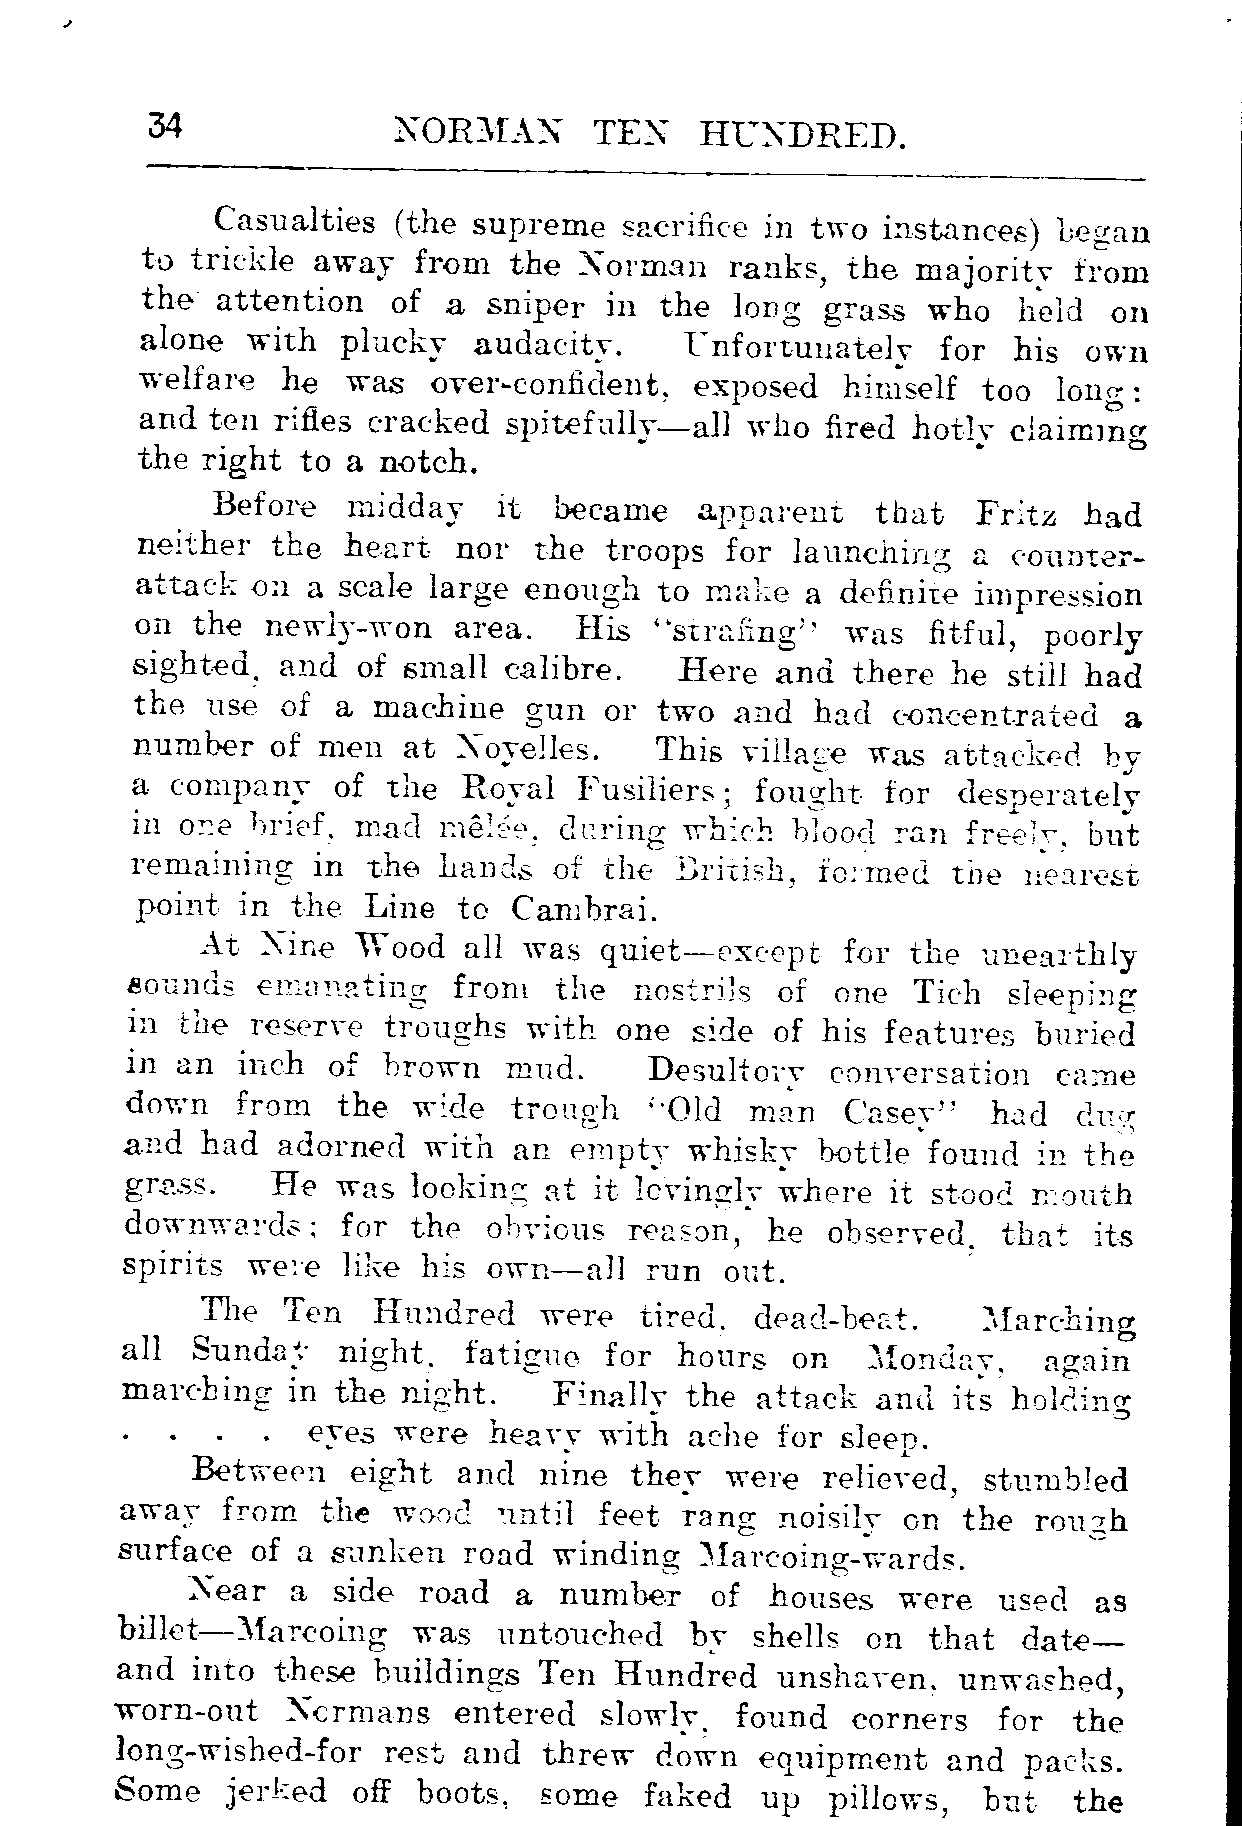 34 NORMAN TEN HUNDRED.
Casualties (the supreme sacrifice in two instances) began
to trickle away from the Norman ranks, the majority from
the attention of a sniper in the long grass who held on
alone with plucky audacity. Unfortunately for his own
welfare he was over-confident, exposed himself too long:
and ten rifles cracked spitefully—all who fired hotly claiming
the right to a notch.
Before midday it became apparent that Fritz had
neither the heart nor the troops for launching a counter-
attack on a scale large enough to make a definite impression
on the newly-won area. His "strafing" was fitful, poorly
sighted, and of small calibre. Here and there he still had
the use of a machine gun or two and had concentrated a
number of men at Noyelles. This village was attacked by
a company of the Royal Fusiliers; fought for desperately
in one brief, mad mêlée, during which blood ran freely, but
remaining in the hands of the British, formed the nearest
point in the Line to Cambrai.
At Nine Wood all was quiet—except for the unearthly
sounds emanating from the nostrils of one Tich sleeping
in the reserve troughs with one side of his features buried
in an inch of brown mud. Desultory conversation came
down from the wide trough "Old man Casey" had dug
and had adorned with an empty whisky bottle found in the
grass. He was looking at it lovingly where it stood mouth
downwards; for the obvious reason, he observed, that its
spirits were like his own—all run out.
The Ten Hundred were tired, dead-beat. Marching
all Sunday night, fatigue for hours on Monday, again
marching in the night. Finally the attack and its holding
. . . . eyes were heavy with ache for sleep.
Between eight and nine they were relieved, stumbled
away from the wood until feet rang noisily on the rough
surface of a sunken road winding Marcoing-wards.
Near a side road a number of houses were used as
billet—Marcoing was untouched by shells on that date—
and into these buildings Ten Hundred unshaven, unwashed,
worn-out Normans entered slowly, found corners for the
long-wished-for rest and threw down equipment and packs.
Some jerked off boots, some faked up pillows, but the